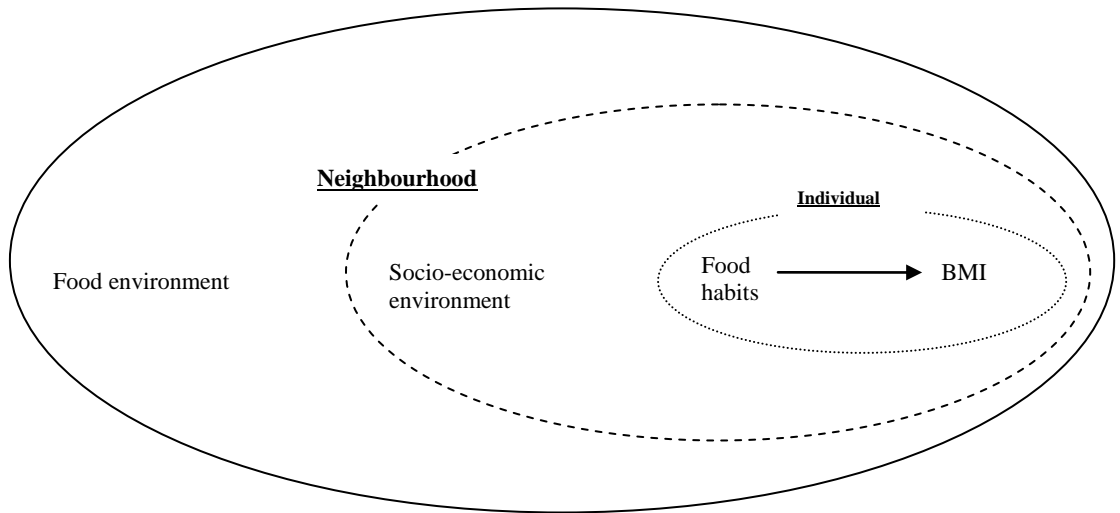 Neighbourhood
Individual
Food environment
Socio-economic
environment
Food
habits
BMI